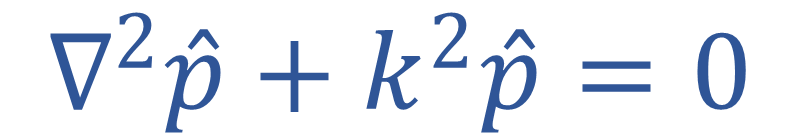 ∇²p̂ + k²p̂ = 0